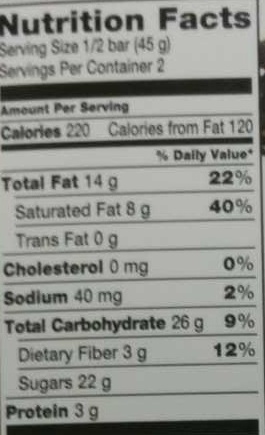 Nutrition Facts
Serving Size 1/2 bar (45 g)
Servings Per Container 2
Amount Per Serving
Calories 220 Calories from Fat 120
% Daily Value*
Total Fat 14 g 22%
Saturated Fat 8 g 40%
Trans Fat 0 g
Cholesterol 0 mg 0%
Sodium 40 mg 2%
Total Carbohydrate 26 g 9%
Dietary Fiber 3 g 12%
Sugars 22 g
Protein 3 g